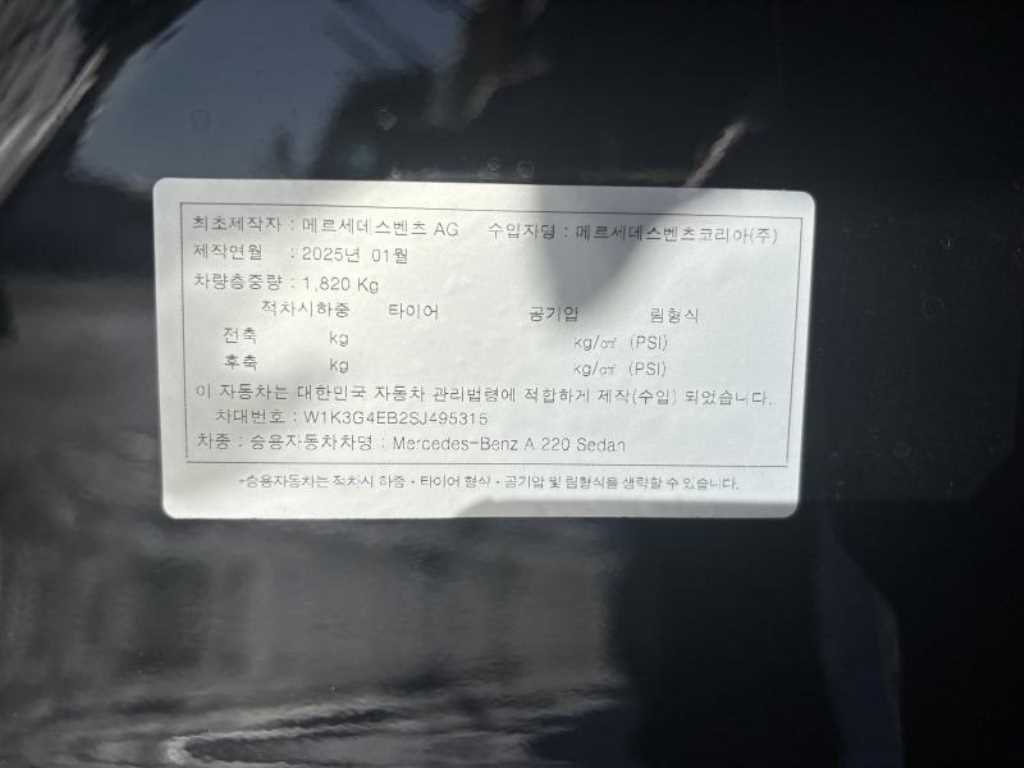 최초제작자 : 메르세데스벤츠 AG 수입자명 : 메르세데스벤츠코리아(주)
제작연월 : 2025년 01월
차량총중량 : 1,820 Kg
적차시하중 타이어 공기압 림형식
전축 kg kg/㎠ (PSI)
후축 kg kg/㎠ (PSI)
이 자동차는 대한민국 자동차 관리법령에 적합하게 제작(수입) 되었습니다.
차대번호 : W1K3G4EB2SJ495315
차종 : 승용자동차차명 : Mercedes-Benz A 220 Sedan
*승용자동차는 적차시 하중·타이어 형식·공기압 및 림형식을 생략할 수 있습니다.